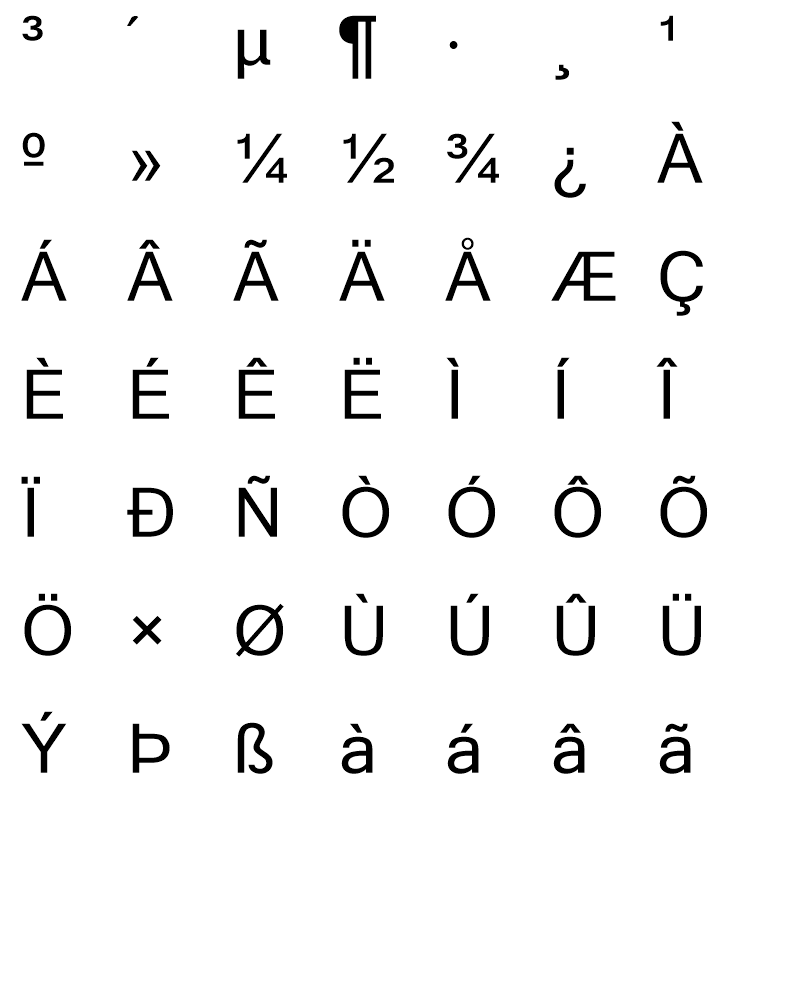 ³ ´ µ ¶ · ¸ ¹
º » ¼ ½ ¾ ¿ À
Á Â Ã Ä Å Æ Ç
È É Ê Ë Ì Í Î
Ï Ð Ñ Ò Ó Ô Õ
Ö × Ø Ù Ú Û Ü
Ý Þ ß à á â ã